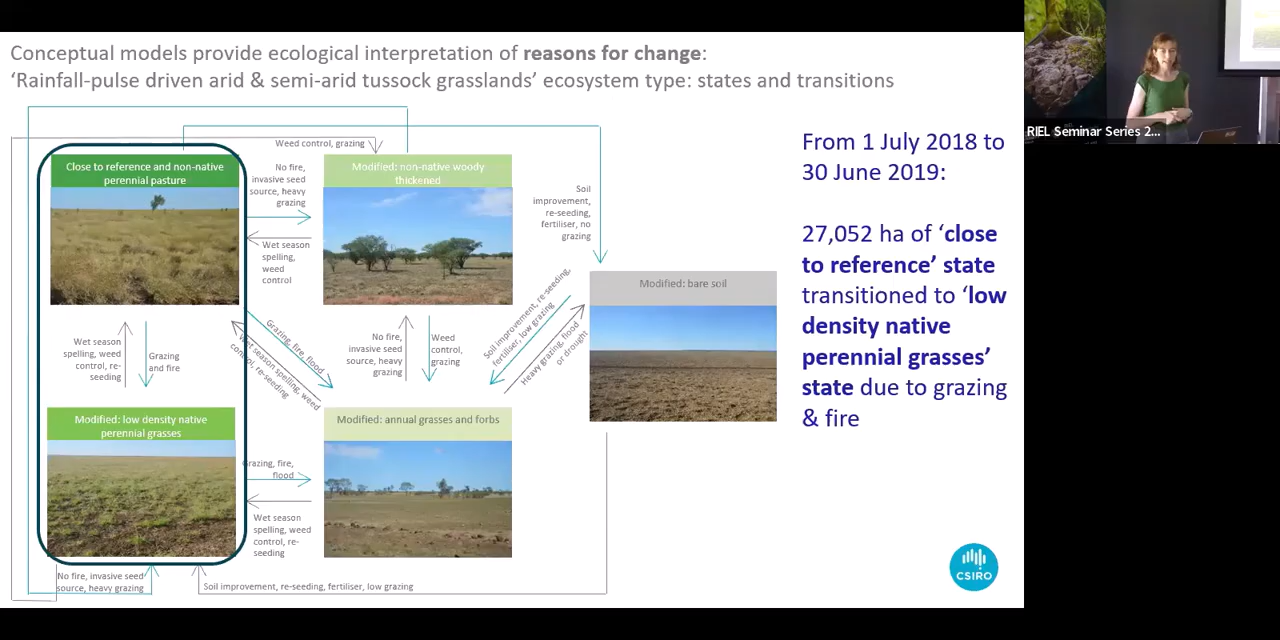 Conceptual models provide ecological interpretation of reasons for change:
‘Rainfall-pulse driven arid & semi-arid tussock grasslands’ ecosystem type: states and transitions
Weed control, grazing
Close to reference and non-native
perennial pasture
No fire,
invasive seed
source, heavy
grazing
Wet season
spelling,
weed
control
Modified: non-native woody
thickened
Soil
improvement,
re-seeding,
fertiliser, no
grazing
Modified: bare soil
Wet season
spelling, weed
control, re-
seeding
Grazing
and fire
Grazing, fire, flood
Wet season spelling, weed
control, re-seeding
No fire,
invasive seed
source, heavy
grazing
Weed
control,
grazing
Soil improvement, re-seeding,
fertiliser, low grazing
Heavy grazing, flood
or drought
Modified: low density native
perennial grasses
Grazing, fire,
flood
Wet season
spelling, weed
control, re-
seeding
Modified: annual grasses and forbs
No fire, invasive seed
source, heavy grazing
Soil improvement, re-seeding, fertiliser, low grazing
From 1 July 2018 to
30 June 2019:
27,052 ha of ‘close
to reference’ state
transitioned to ‘low
density native
perennial grasses’
state due to grazing
& fire
CSIRO
RIEL Seminar Series 2...